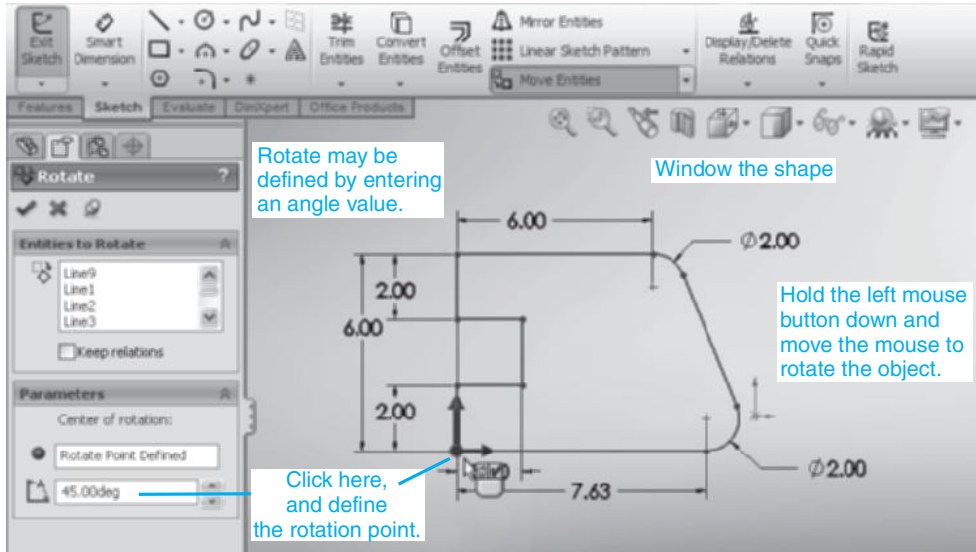 Exit
Sketch
Smart
Dimension
Trim
Entities
Convert
Entities
Offset
Entities
Mirror Entities
Linear Sketch Pattern
Move Entities
Display/Delete
Relations
Quick
Snaps
Rapid
Sketch
Features
Sketch
Evaluate
DimXpert
Office Products
Rotate
?
Entities to Rotate
Line9
Line1
Line2
Line3
Keep relations
Parameters
Center of rotation:
Rotate Point Defined
45.00deg
Rotate may be
defined by entering
an angle value.
Window the shape
6.00
Ø2.00
2.00
6.00
2.00
Hold the left mouse
button down and
move the mouse to
rotate the object.
Click here,
and define
the rotation point.
7.63
Ø2.00